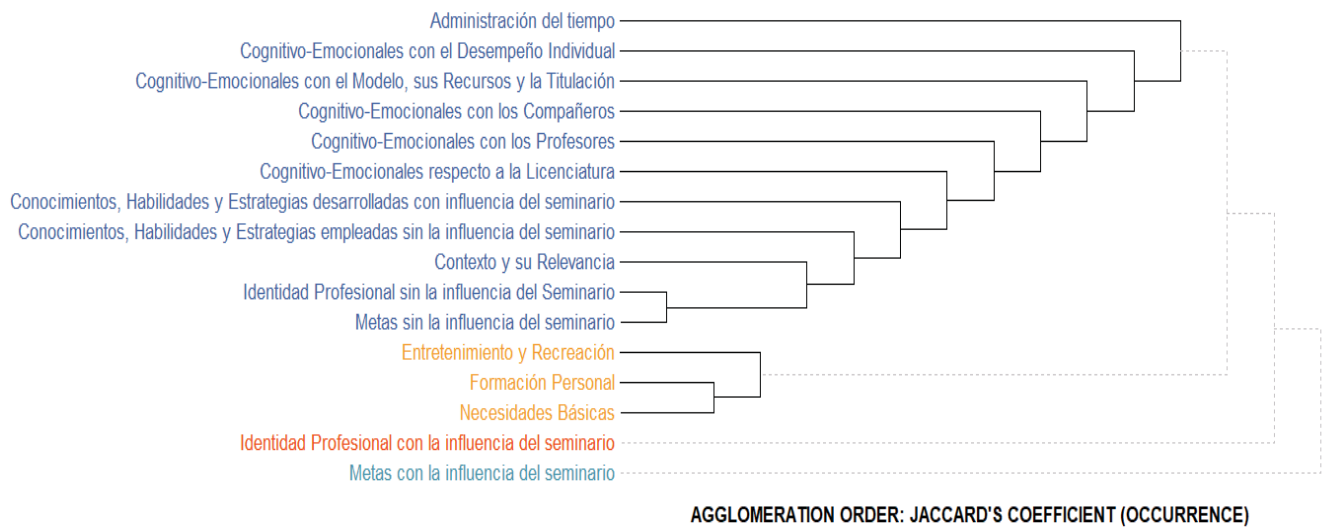 Administración del tiempo
Cognitivo-Emocionales con el Desempeño Individual
Cognitivo-Emocionales con el Modelo, sus Recursos y la Titulación
Cognitivo-Emocionales con los Compañeros
Cognitivo-Emocionales con los Profesores
Cognitivo-Emocionales respecto a la Licenciatura
Conocimientos, Habilidades y Estrategias desarrolladas con influencia del seminario
Conocimientos, Habilidades y Estrategias empleadas sin la influencia del seminario
Contexto y su Relevancia
Identidad Profesional sin la influencia del Seminario
Metas sin la influencia del seminario
Entretenimiento y Recreación
Formación Personal
Necesidades Básicas
Identidad Profesional con la influencia del seminario
Metas con la influencia del seminario
AGGLOMERATION ORDER: JACCARD'S COEFFICIENT (OCCURRENCE)